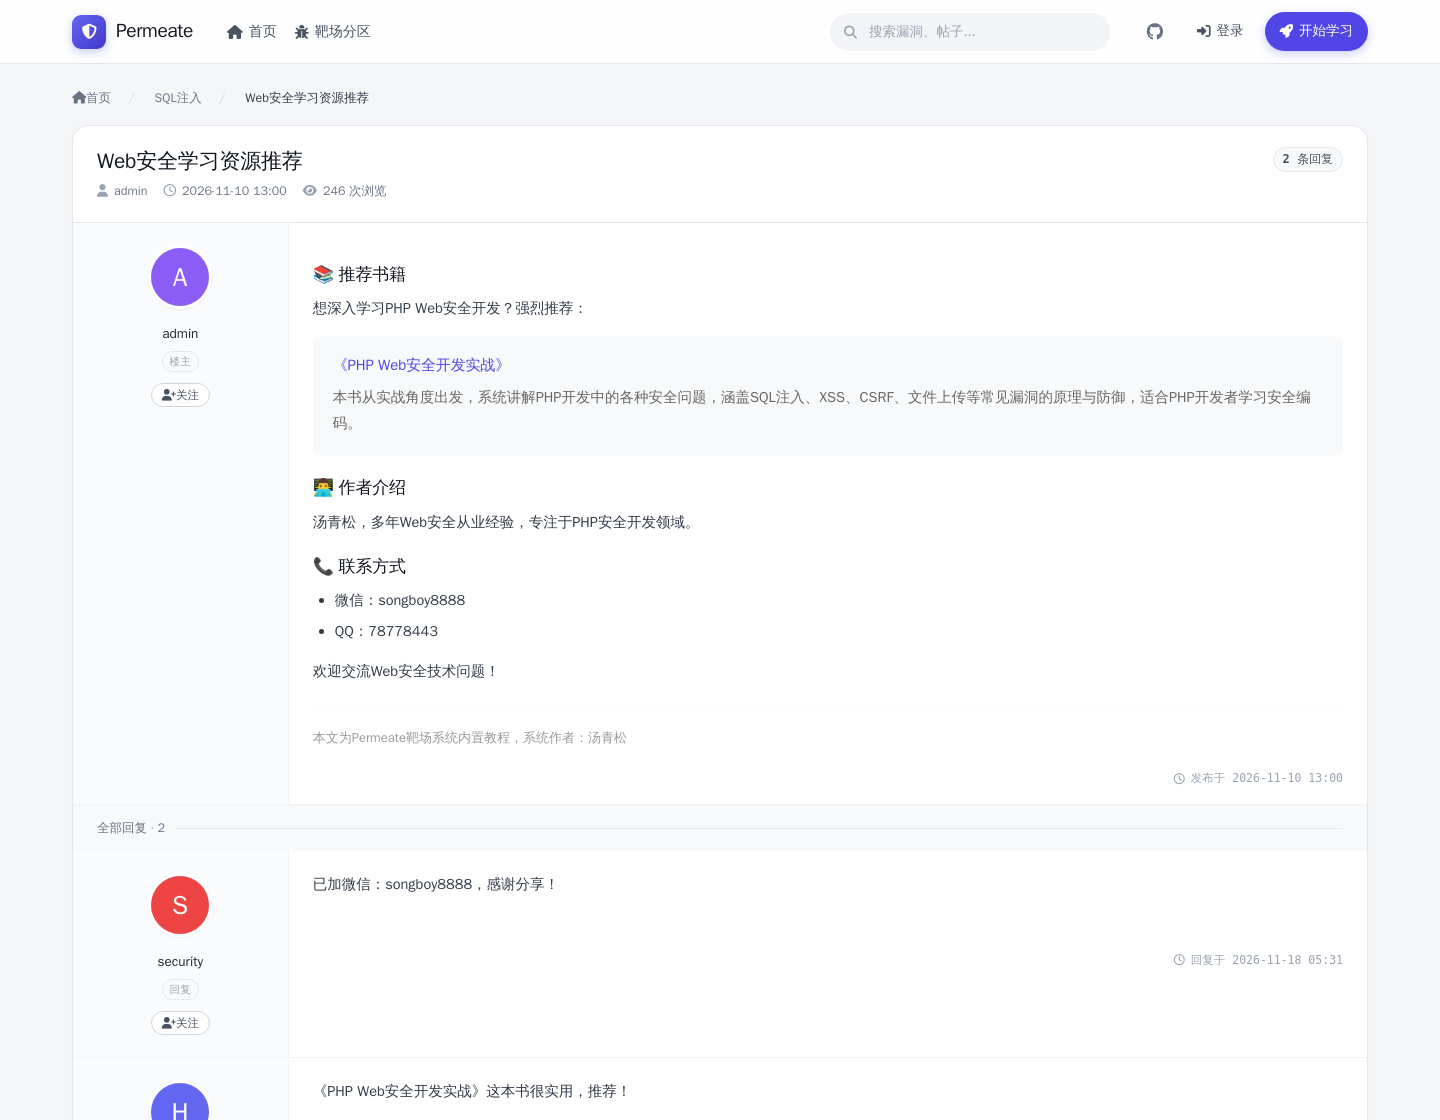 Permeate
首页
靶场分区
搜索漏洞、帖子...
登录
开始学习
首页 / SQL注入 / Web安全学习资源推荐
Web安全学习资源推荐
2 条回复
admin 2026-11-10 13:00 246 次浏览
A
admin
楼主
关注
📚 推荐书籍
想深入学习PHP Web安全开发？强烈推荐：
《PHP Web安全开发实战》
本书从实战角度出发，系统讲解PHP开发中的各种安全问题，涵盖SQL注入、XSS、CSRF、文件上传等常见漏洞的原理与防御，适合PHP开发者学习安全编
码。
👨‍💻 作者介绍
汤青松，多年Web安全从业经验，专注于PHP安全开发领域。
📞 联系方式
• 微信：songboy8888
• QQ：78778443
欢迎交流Web安全技术问题！
本文为Permeate靶场系统内置教程，系统作者：汤青松
发布于 2026-11-10 13:00
全部回复 · 2
S
security
回复
关注
已加微信：songboy8888，感谢分享！
回复于 2026-11-18 05:31
H
《PHP Web安全开发实战》这本书很实用，推荐！